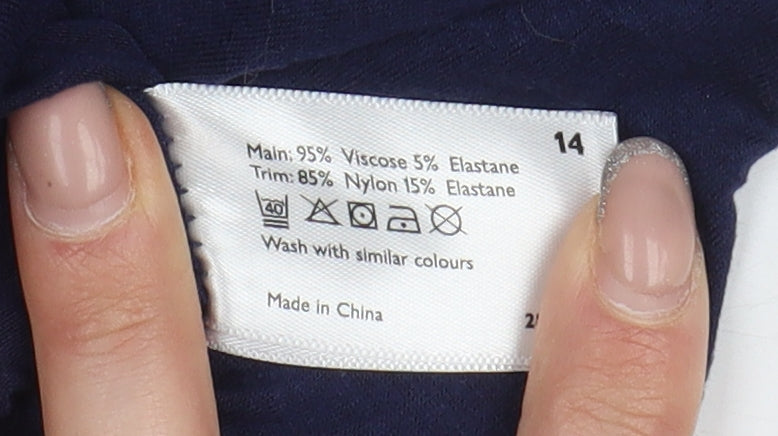 14
Main: 95% Viscose 5% Elastane
Trim: 85% Nylon 15% Elastane
40
Wash with similar colours
Made in China